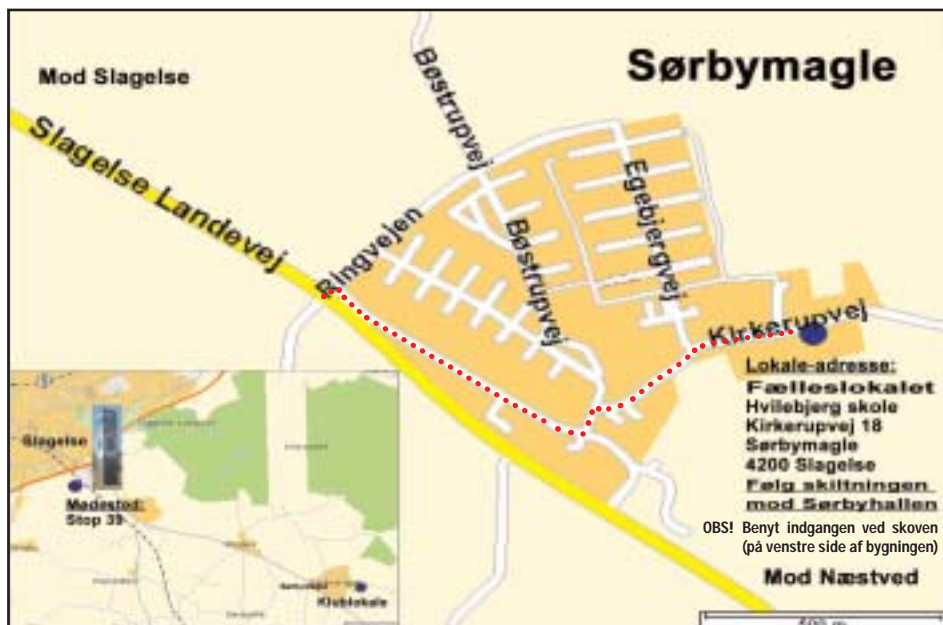 Sørbymagle
Mod Slagelse
Slagelse Landevej
Bøstrupvej
Ringvejen
Bøstrupvej
Egebjergvej
Kirkerupvej
Lokale-adresse:
Fælleslokalet
Hvilebjerg skole
Kirkerupvej 18
Sørbymagle
4200 Slagelse
Følg skiltningen
mod Sørbyhallen
OBS! Benyt indgangen ved skoven
(på venstre side af bygningen)
Mod Næstved
500 m
Slagelse
Mødested:
Stop 39
Klublokale